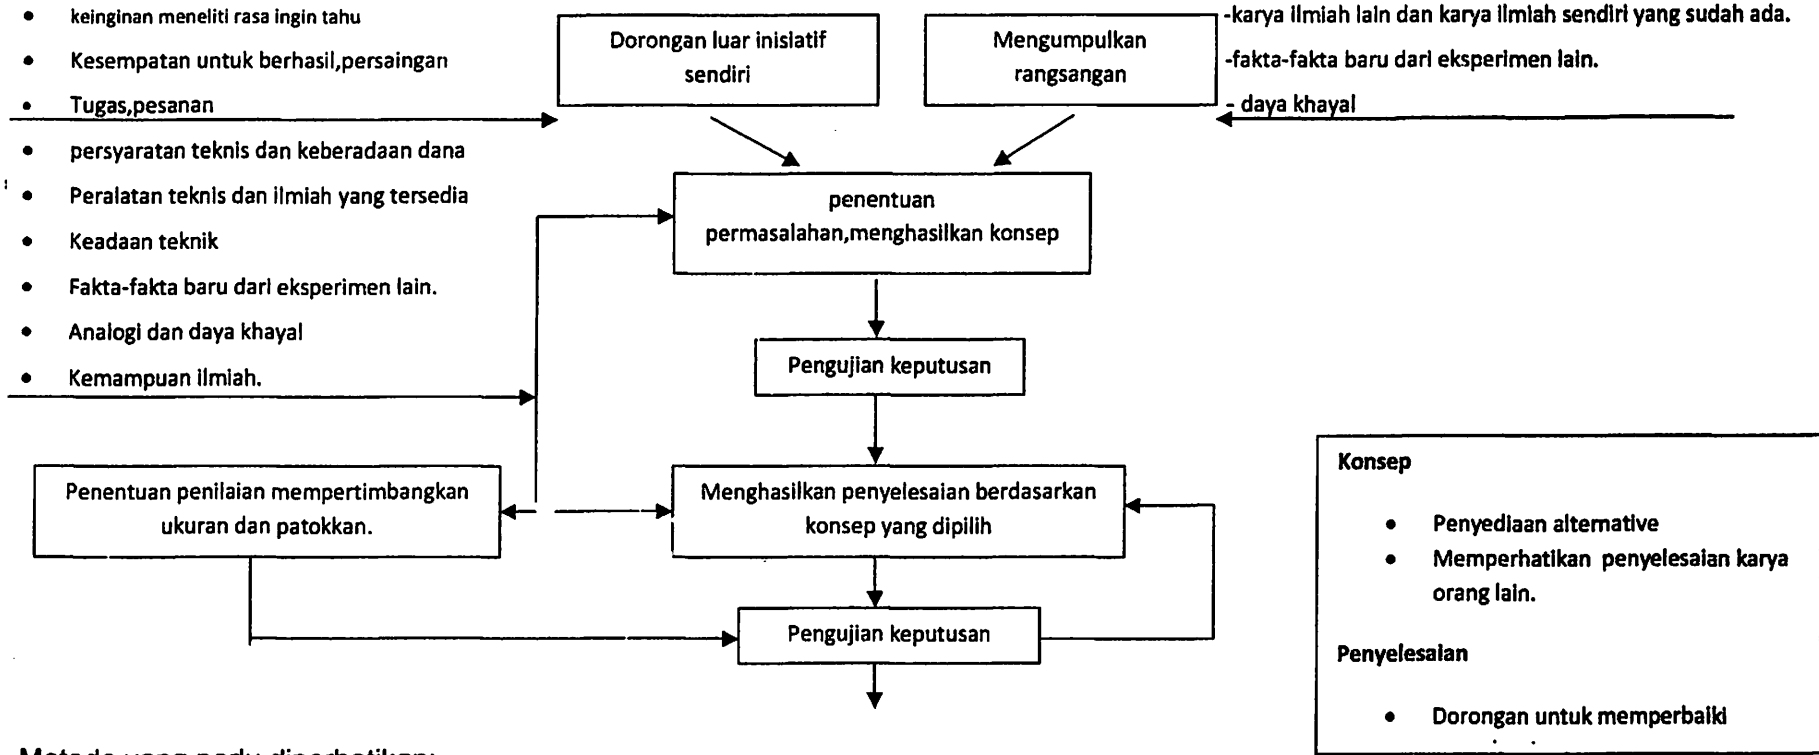 • keinginan meneliti rasa ingin tahu
• Kesempatan untuk berhasil,persaingan
• Tugas,pesanan
Dorongan luar inisiatif
sendiri
Mengumpulkan
rangsangan
-karya ilmiah lain dan karya ilmiah sendiri yang sudah ada.
-fakta-fakta baru dari eksperimen lain.
- daya khayal
• persyaratan teknis dan keberadaan dana
• Peralatan teknis dan ilmiah yang tersedia
• Keadaan teknik
• Fakta-fakta baru dari eksperimen lain.
• Analogi dan daya khayal
• Kemampuan ilmiah.
penentuan
permasalahan,menghasilkan konsep
Pengujian keputusan
Penentuan penilaian mempertimbangkan
ukuran dan patokkan.
Menghasilkan penyelesaian berdasarkan
konsep yang dipilih
Pengujian keputusan
Konsep
• Penyediaan alternative
• Memperhatikan penyelesaian karya
orang lain.
Penyelesaian
• Dorongan untuk memperbaiki